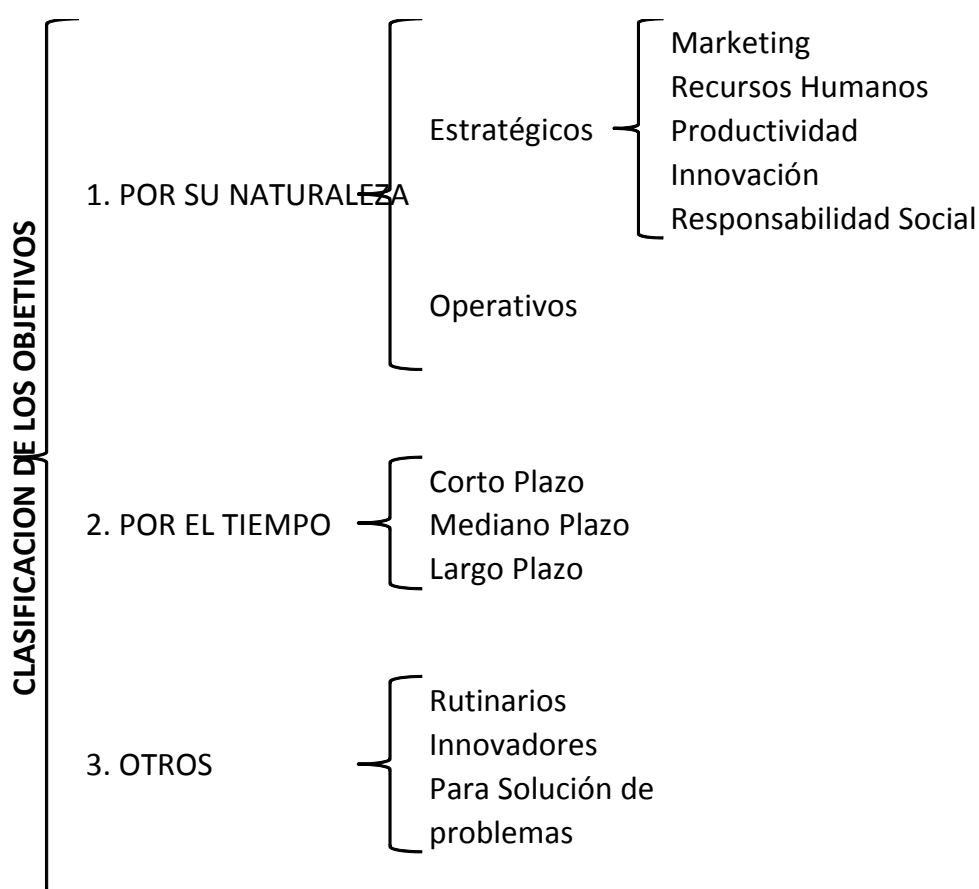 CLASIFICACION DE LOS OBJETIVOS
1. POR SU NATURALEZA
Estratégicos
Marketing
Recursos Humanos
Productividad
Innovación
Responsabilidad Social
Operativos
2. POR EL TIEMPO
Corto Plazo
Mediano Plazo
Largo Plazo
3. OTROS
Rutinarios
Innovadores
Para Solución de
problemas